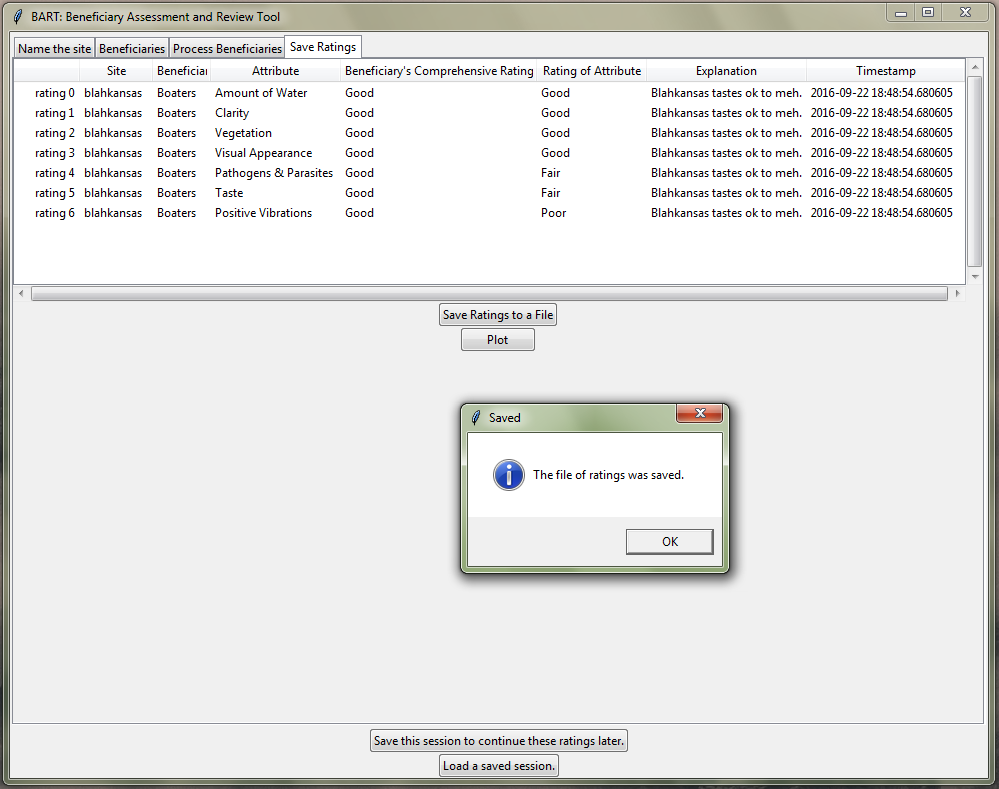 BART: Beneficiary Assessment and Review Tool
Name the site Beneficiaries Process Beneficiaries Save Ratings
Site Beneficiar Attribute Beneficiary's Comprehensive Rating Rating of Attribute Explanation Timestamp
rating 0 blahkansas Boaters Amount of Water Good Good Blahkansas tastes ok to meh. 2016-09-22 18:48:54.680605
rating 1 blahkansas Boaters Clarity Good Good Blahkansas tastes ok to meh. 2016-09-22 18:48:54.680605
rating 2 blahkansas Boaters Vegetation Good Good Blahkansas tastes ok to meh. 2016-09-22 18:48:54.680605
rating 3 blahkansas Boaters Visual Appearance Good Good Blahkansas tastes ok to meh. 2016-09-22 18:48:54.680605
rating 4 blahkansas Boaters Pathogens & Parasites Good Fair Blahkansas tastes ok to meh. 2016-09-22 18:48:54.680605
rating 5 blahkansas Boaters Taste Good Fair Blahkansas tastes ok to meh. 2016-09-22 18:48:54.680605
rating 6 blahkansas Boaters Positive Vibrations Good Poor Blahkansas tastes ok to meh. 2016-09-22 18:48:54.680605
Save Ratings to a File
Plot
Saved
The file of ratings was saved.
OK
Save this session to continue these ratings later.
Load a saved session.